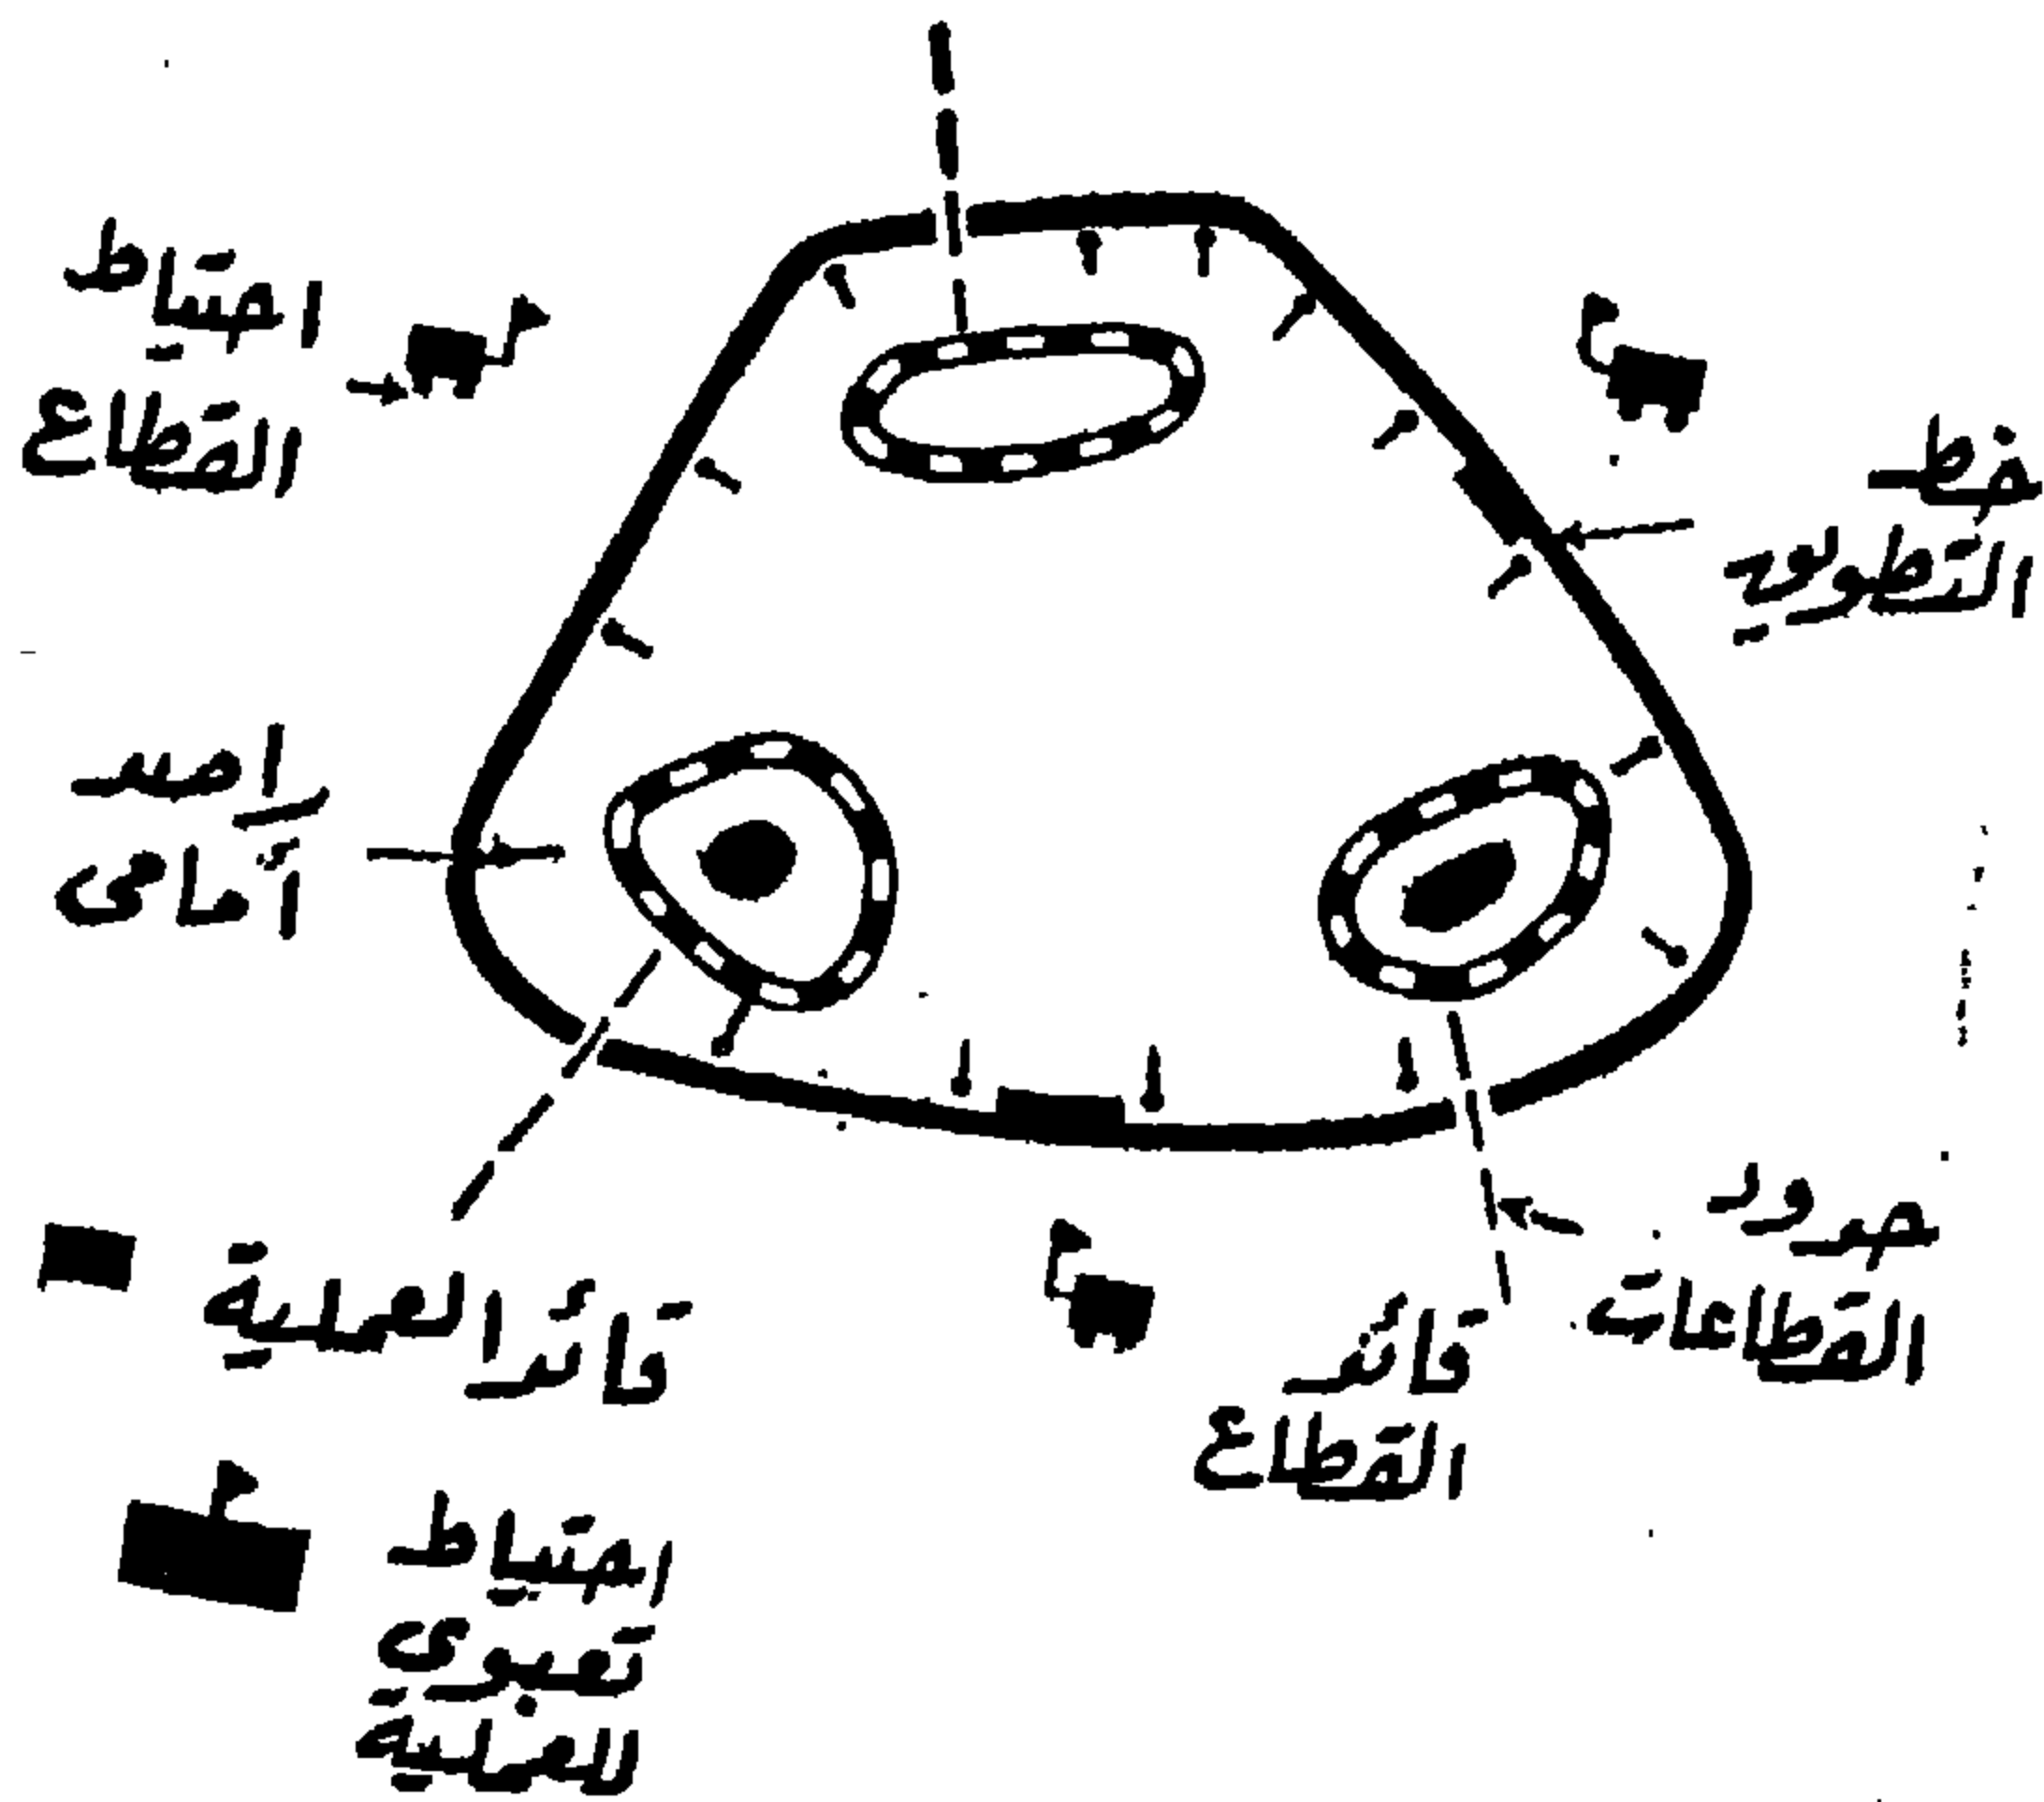 احتياط
القطاع
خط
التطويق
راصد
أمامى
حدود
القطاعات
قائد العملية
قائد
القطاع
احتياط
تعبوى
للعملية